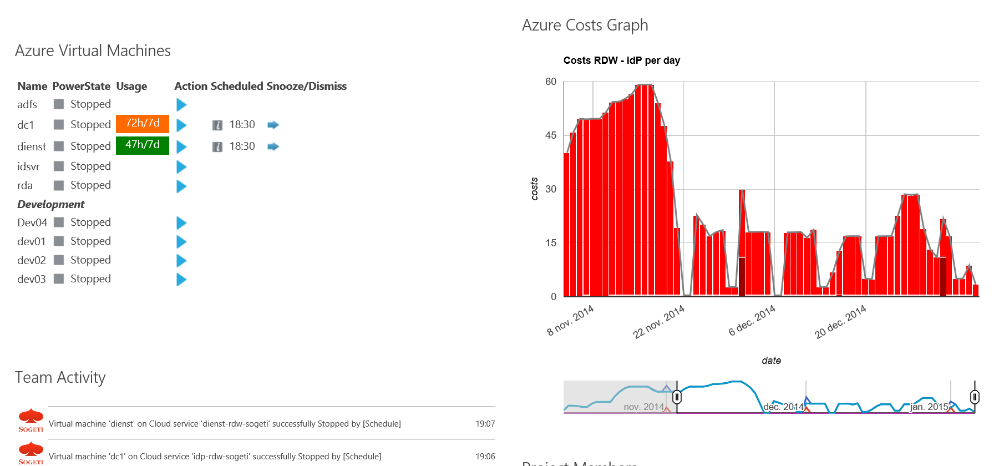 Azure Virtual Machines
Name PowerState Usage Action Scheduled Snooze/Dismiss
adfs Stopped
dc1 Stopped 72h/7d 18:30
dienst Stopped 47h/7d 18:30
idsvr Stopped
rda Stopped
Development
Dev04 Stopped
dev01 Stopped
dev02 Stopped
dev03 Stopped
Team Activity
SOGETI Virtual machine 'dienst' on Cloud service 'dienst-rdw-sogeti' successfully Stopped by [Schedule] 19:07
SOGETI Virtual machine 'dc1' on Cloud service 'idp-rdw-sogeti' successfully Stopped by [Schedule] 19:06
Azure Costs Graph
Costs RDW - idP per day
60
45
30
15
0
costs
8 nov. 2014 22 nov. 2014 6 dec. 2014 20 dec. 2014
date
nov. 2014 dec. 2014 jan. 2015
Project Members